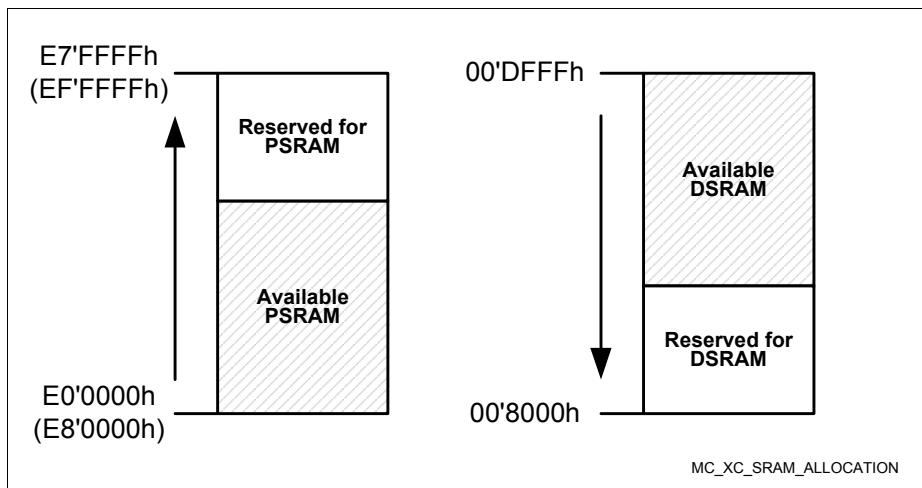 E7'FFFFh
(EF'FFFFh)
Reserved for
PSRAM
Available
PSRAM
E0'0000h
(E8'0000h)
00'DFFFh
Available
DSRAM
Reserved for
DSRAM
00'8000h
MC_XC_SRAM_ALLOCATION